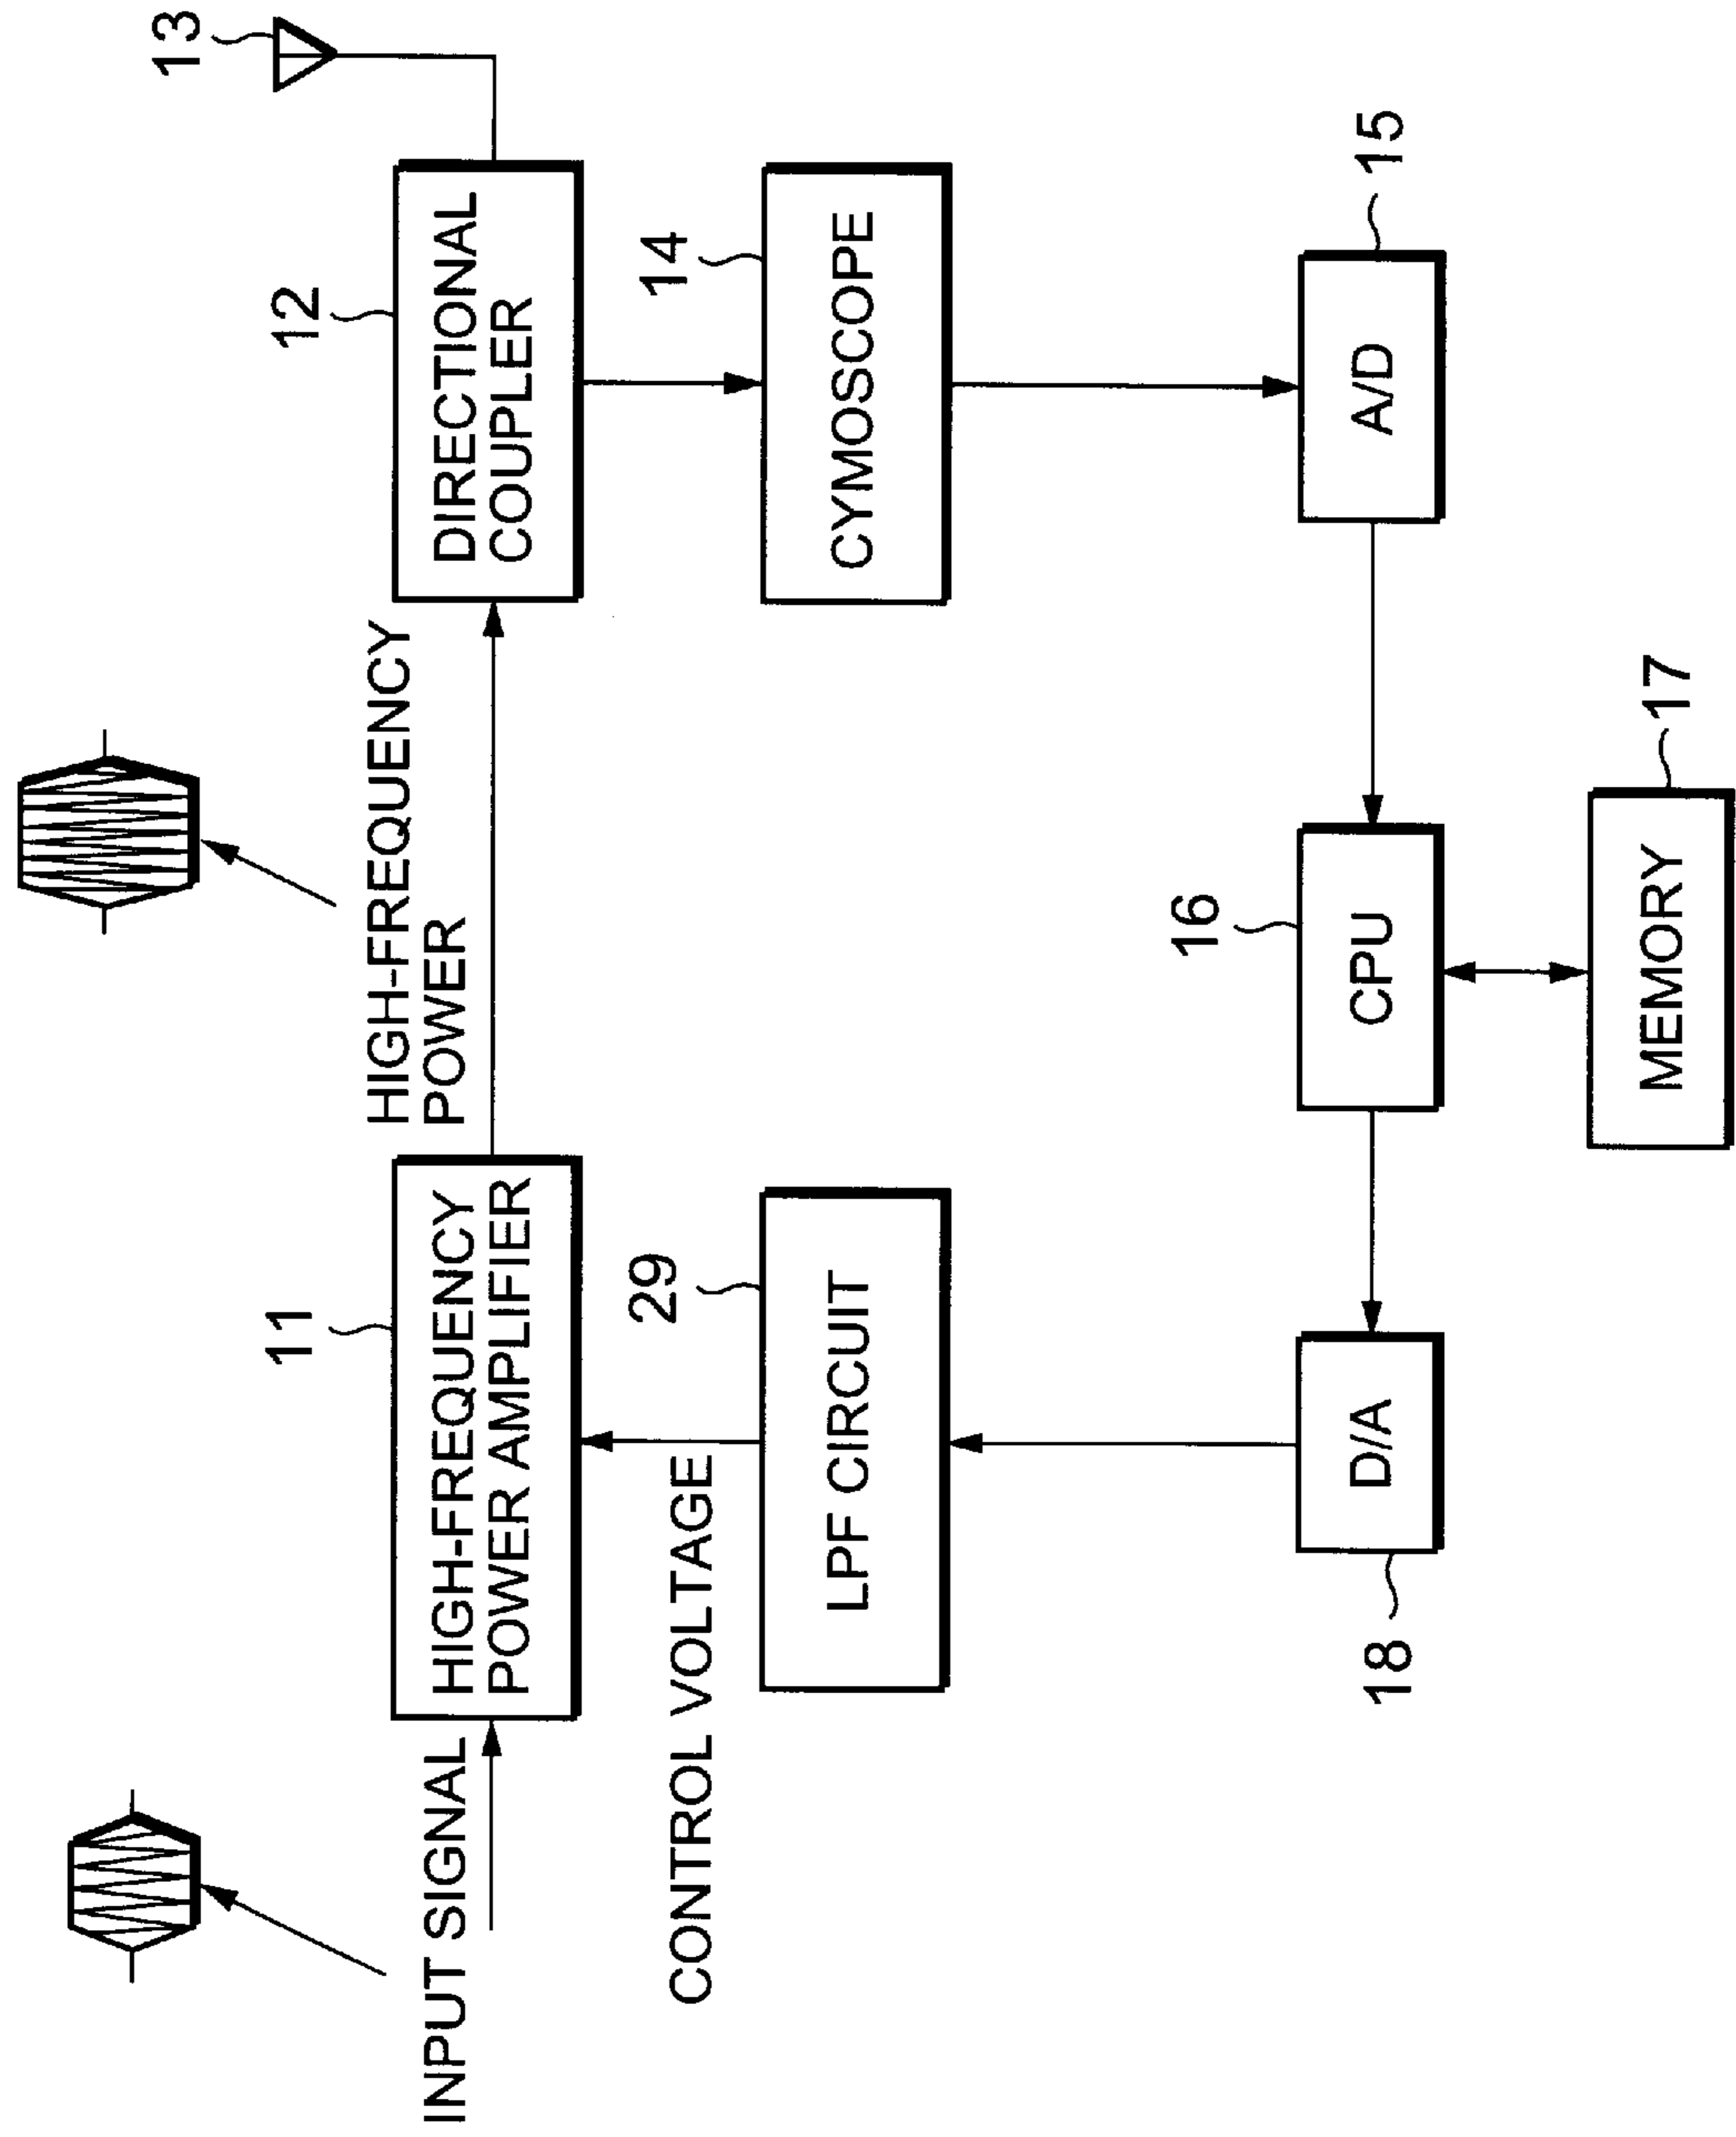 13
HIGH-FREQUENCY
POWER
11
12
INPUT SIGNAL
HIGH-FREQUENCY
POWER AMPLIFIER
DIRECTIONAL
COUPLER
CONTROL VOLTAGE
29
14
LPF CIRCUIT
CYMOSCOPE
16
15
18
D/A
CPU
A/D
17
MEMORY